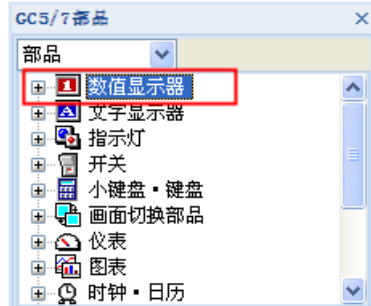 GC5/7部品
部品
数值显示器
文字显示器
指示灯
开关
小键盘・键盘
画面切换部品
仪表
图表
时钟・日历